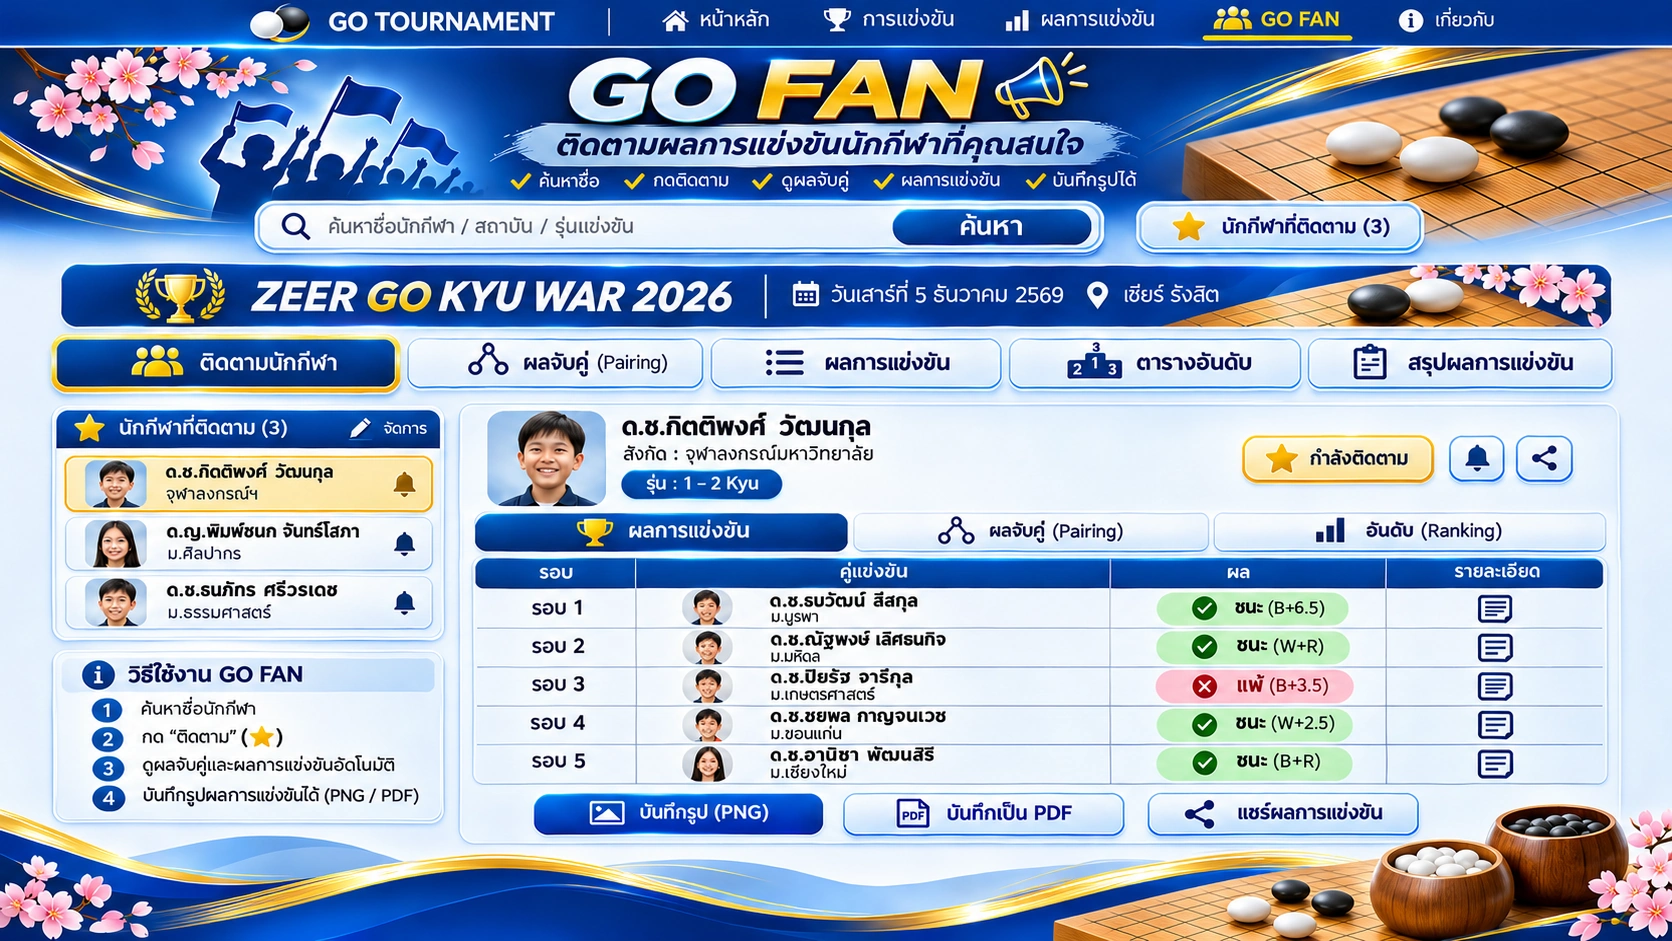 GO TOURNAMENT
หน้าหลัก
การแข่งขัน
ผลการแข่งขัน
GO FAN
เกี่ยวกับ
GO FAN
ติดตามผลการแข่งขันนักกีฬาที่คุณสนใจ
ค้นหาชื่อ
กดติดตาม
ดูผลจับคู่
ผลการแข่งขัน
บันทึกรูปได้
ค้นหาชื่อนักกีฬา / สถาบัน / รุ่นแข่งขัน
ค้นหา
นักกีฬาที่ติดตาม (3)
ZEER GO KYU WAR 2026
วันเสาร์ที่ 5 ธันวาคม 2569
เซียร์ รังสิต
ติดตามนักกีฬา
ผลจับคู่ (Pairing)
ผลการแข่งขัน
3
2 1 3
ตารางอันดับ
สรุปผลการแข่งขัน
นักกีฬาที่ติดตาม (3)
จัดการ
ด.ช.กิตติพงศ์ วัฒนกุล
จุฬาลงกรณ์ฯ
ด.ญ.พิมพ์ชนก จันทร์โสภา
ม.ศิลปากร
ด.ช.ธนภัทร ศรีวรเดช
ม.ธรรมศาสตร์
วิธีใช้งาน GO FAN
1 ค้นหาชื่อนักกีฬา
2 กด “ติดตาม” (⭐)
3 ดูผลจับคู่และผลการแข่งขันอัตโนมัติ
4 บันทึกรูปผลการแข่งขันได้ (PNG / PDF)
ด.ช.กิตติพงศ์ วัฒนกุล
สังกัด : จุฬาลงกรณ์มหาวิทยาลัย
รุ่น : 1 – 2 Kyu
กำลังติดตาม
ผลการแข่งขัน
ผลจับคู่ (Pairing)
อันดับ (Ranking)
รอบ คู่แข่งขัน ผล รายละเอียด
รอบ 1 ด.ช.ธบวัฒน์ สีสกุล ชนะ (B+6.5)
ม.บูรพา
รอบ 2 ด.ช.ณัฐพงษ์ เลิศธนกิจ ชนะ (W+R)
ม.มหิดล
รอบ 3 ด.ช.ปิยรัฐ จารึกุล แพ้ (B+3.5)
ม.เกษตรศาสตร์
รอบ 4 ด.ช.ชยพล กาญจนเวช ชนะ (W+2.5)
ม.ขอนแก่น
รอบ 5 ด.ช.อานิชา พัฒนสิรี ชนะ (B+R)
ม.เชียงใหม่
บันทึกรูป (PNG)
PDF บันทึกเป็น PDF
แชร์ผลการแข่งขัน